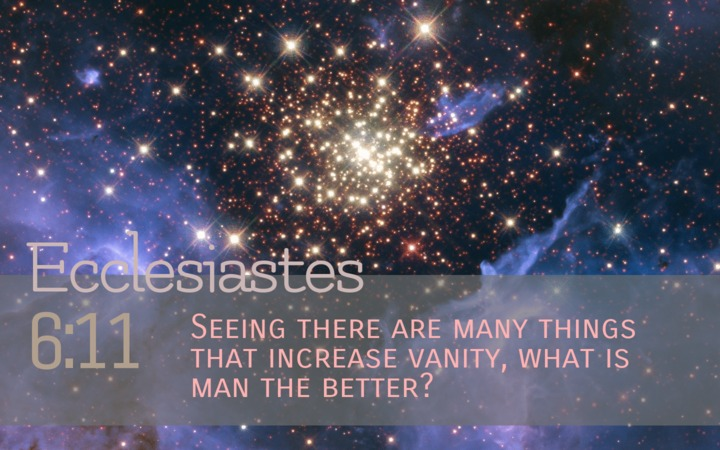 Ecclesiastes
6:11
Seeing there are many things
that increase vanity, what is
man the better?